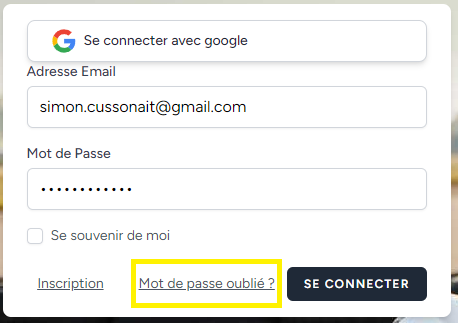 Se connecter avec google
Adresse Email
simon.cussonait@gmail.com
Mot de Passe
••••••••••••
Se souvenir de moi
Inscription Mot de passe oublié ? SE CONNECTER